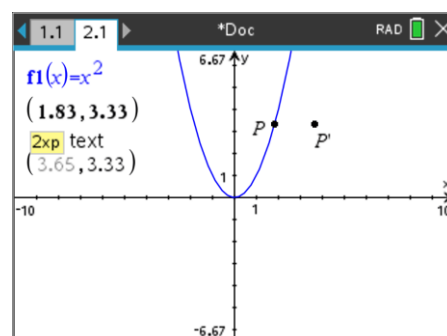 1.1 2.1 *Doc RAD
6.67 y
f1(x)=x²
(1.83,3.33)
2xp text
(3.65,3.33)
P P'
1
x
-10 1 10
-6.67